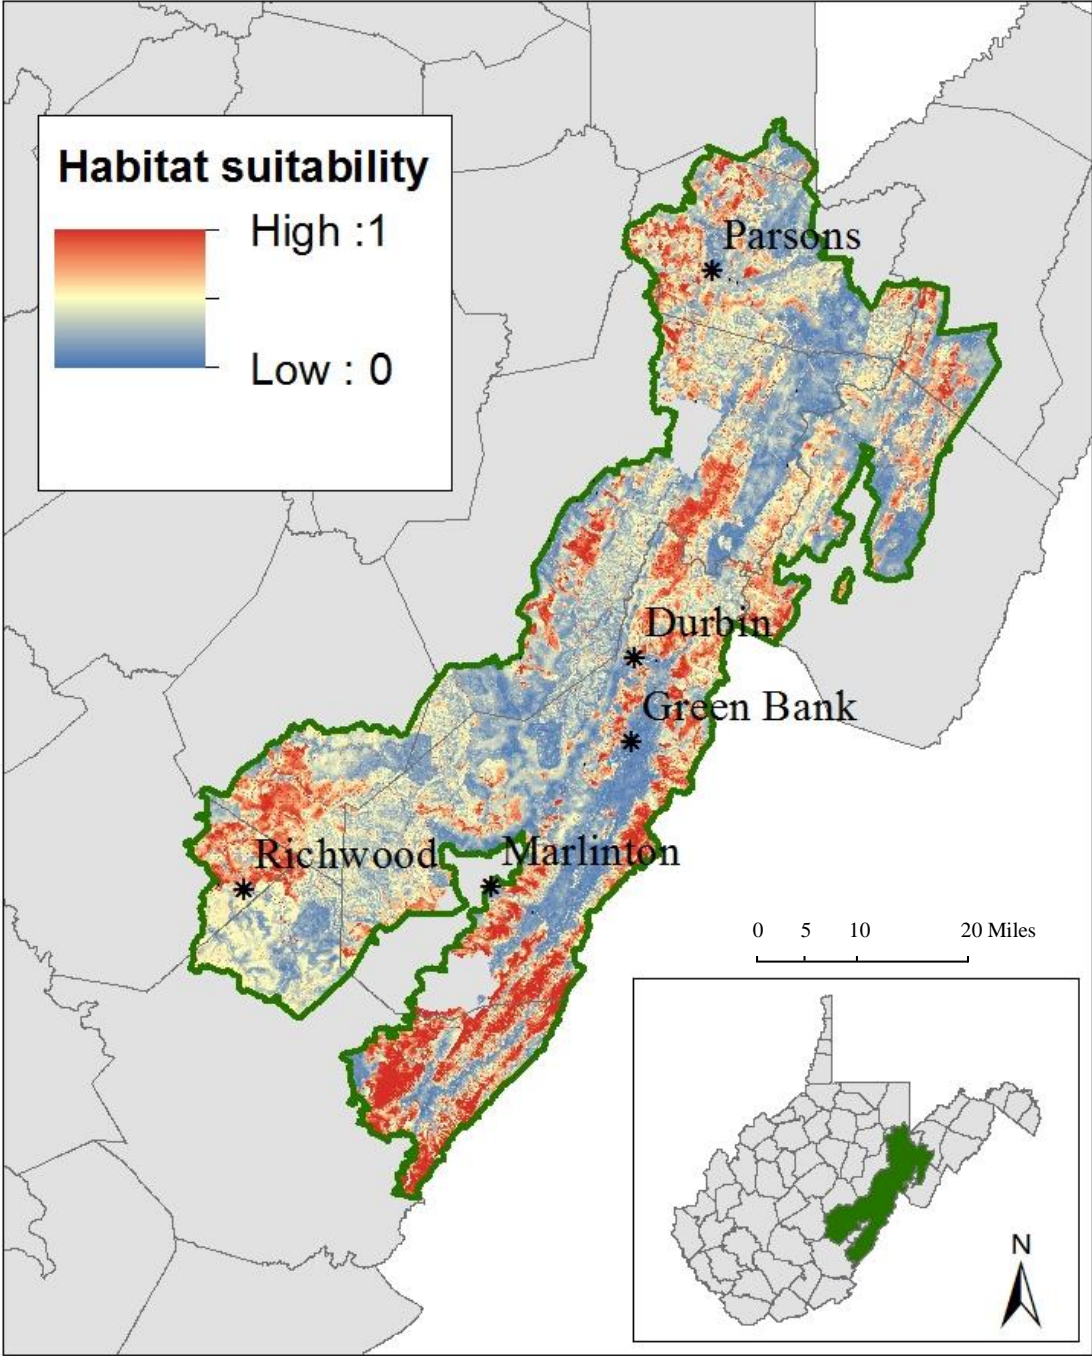 Habitat suitability
High :1
Low : 0
Parsons
Durbin
Green Bank
Richwood
Marlinton
0 5 10 20 Miles
N